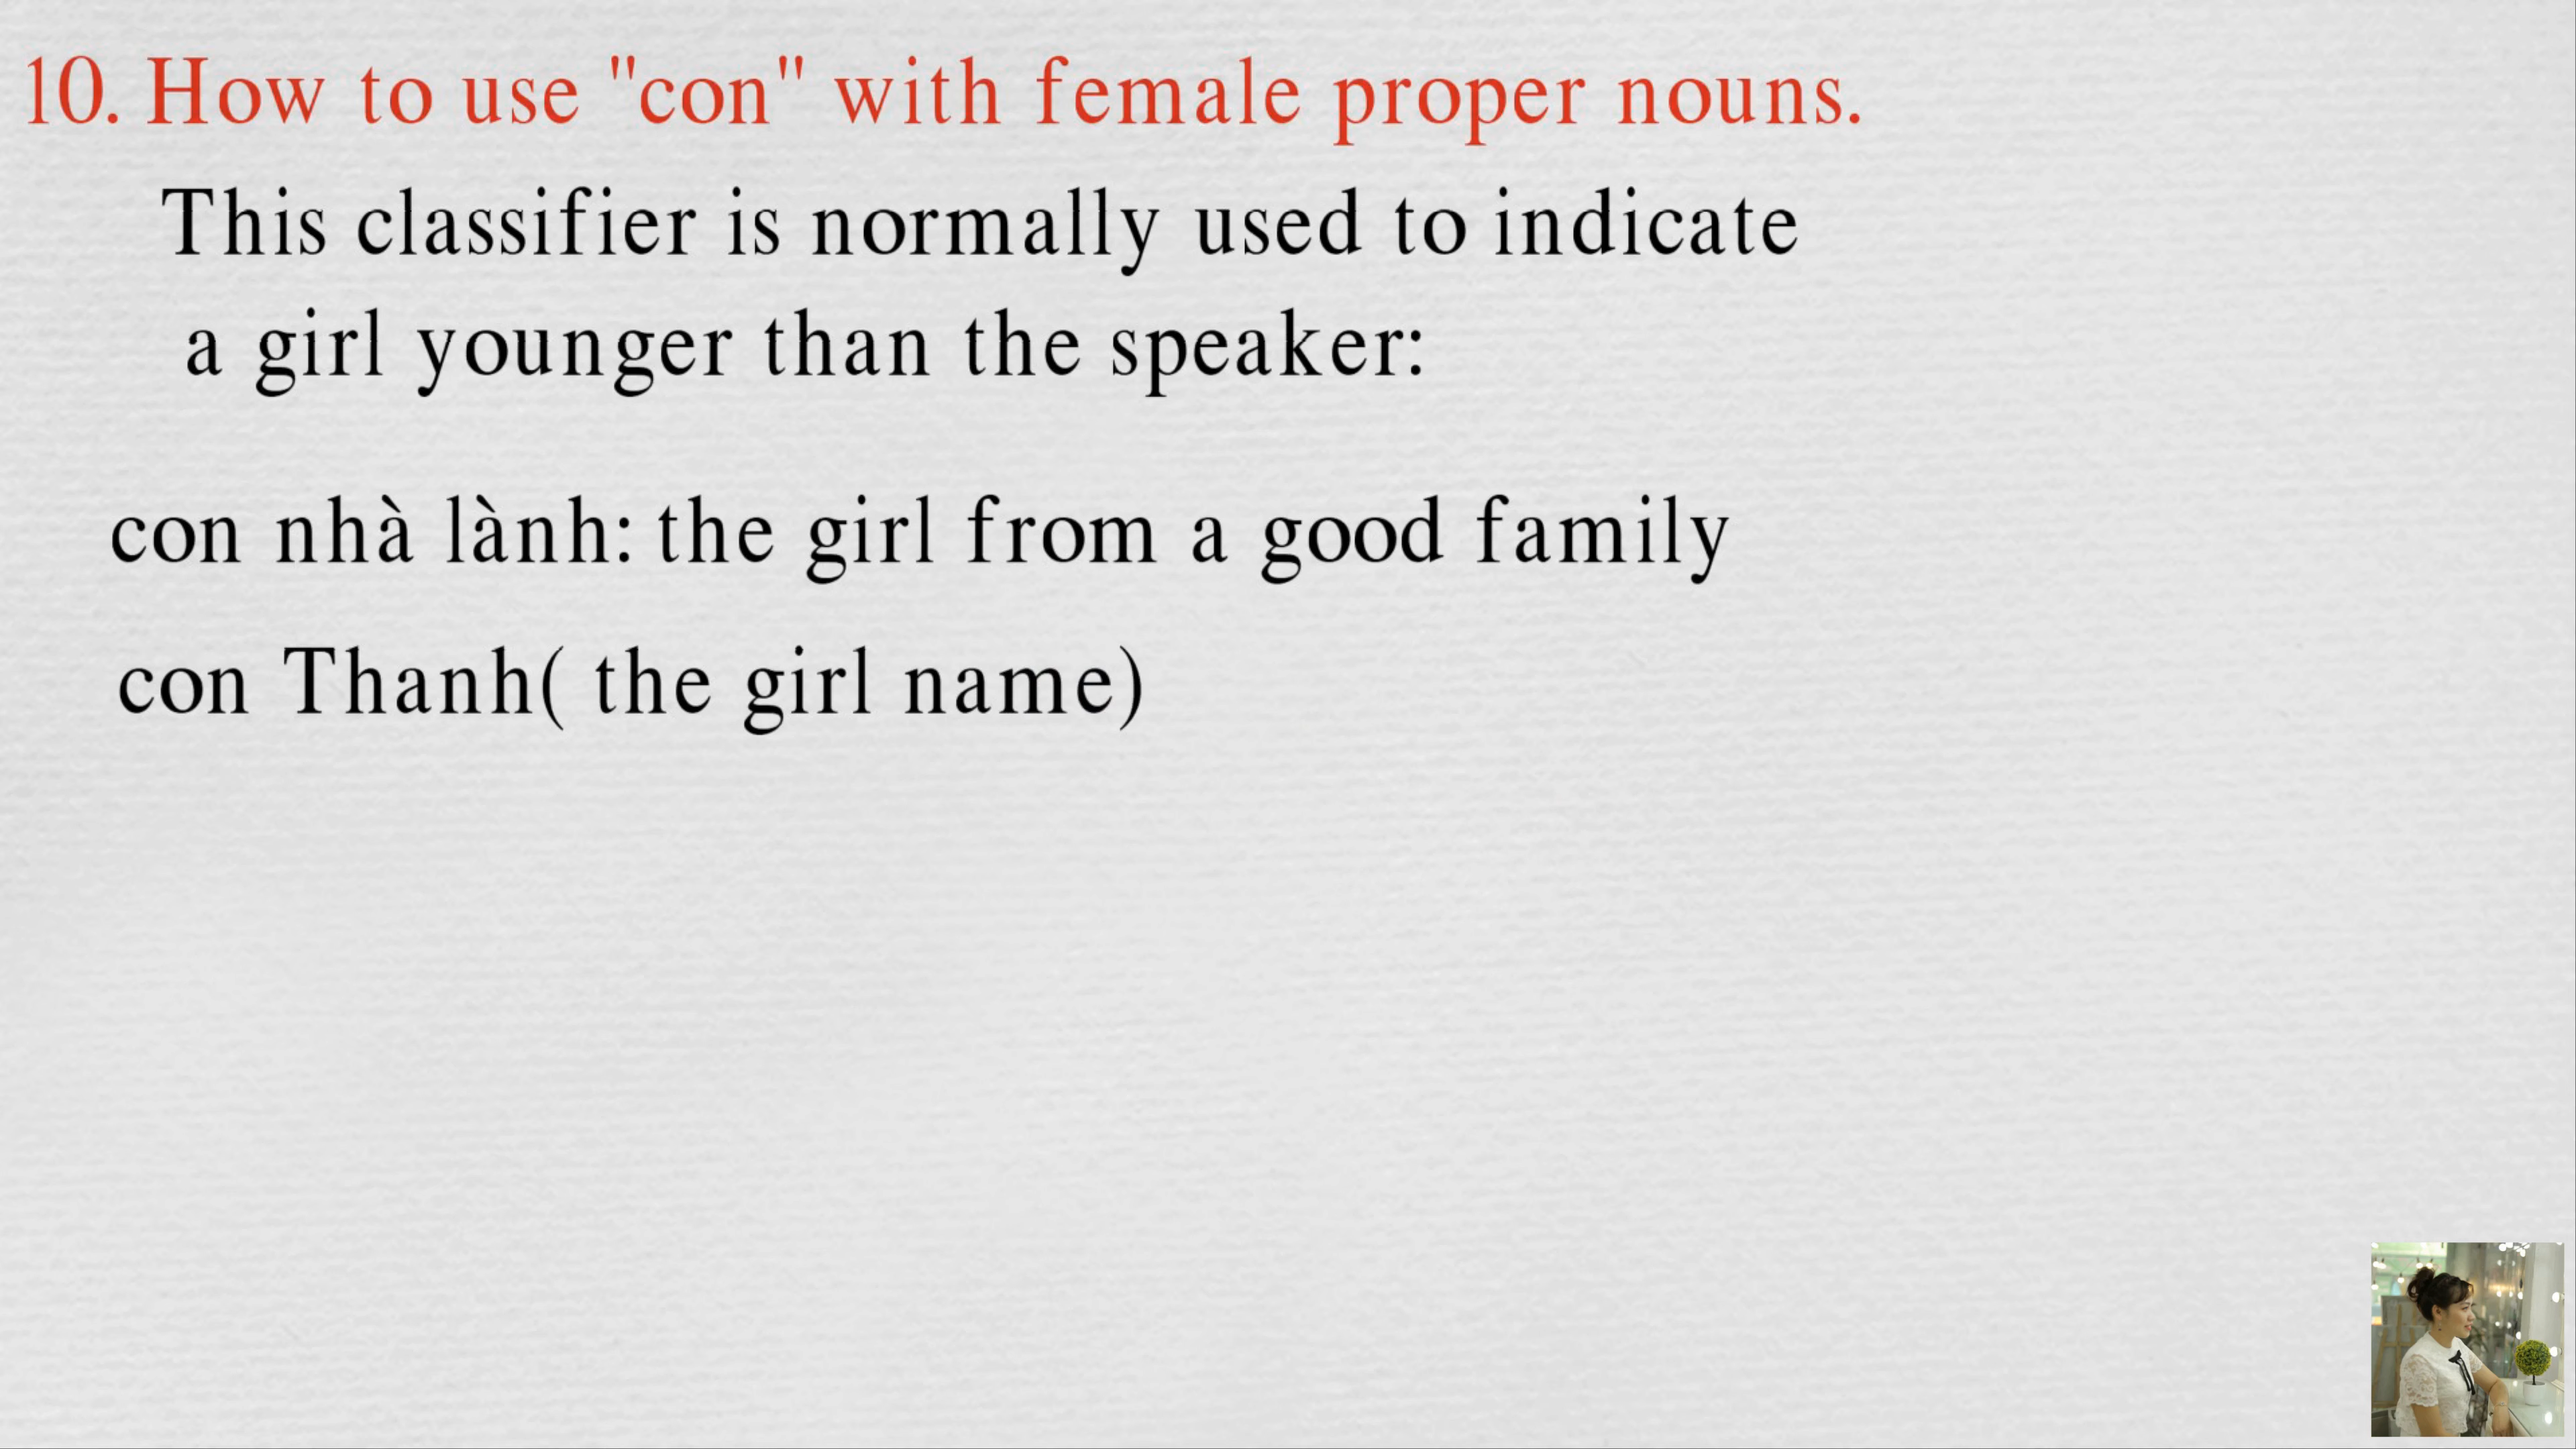 10. How to use "con" with female proper nouns.
This classifier is normally used to indicate
a girl younger than the speaker:
con nhà lành: the girl from a good family
con Thanh( the girl name)